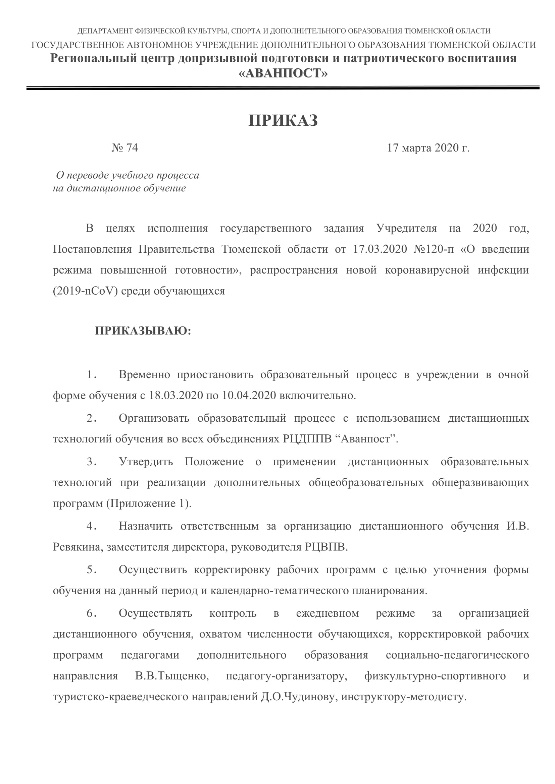 ДЕПАРТАМЕНТ ФИЗИЧЕСКОЙ КУЛЬТУРЫ, СПОРТА И ДОПОЛНИТЕЛЬНОГО ОБРАЗОВАНИЯ ТЮМЕНСКОЙ ОБЛАСТИ
ГОСУДАРСТВЕННОЕ АВТОНОМНОЕ УЧРЕЖДЕНИЕ ДОПОЛНИТЕЛЬНОГО ОБРАЗОВАНИЯ ТЮМЕНСКОЙ ОБЛАСТИ
Региональный центр допризывной подготовки и патриотического воспитания
«АВАНПОСТ»
ПРИКАЗ
№ 74 17 марта 2020 г.
О переводе учебного процесса
на дистанционное обучение
В целях исполнения государственного задания Учредителя на 2020 год,
Постановления Правительства Тюменской области от 17.03.2020 №120-п «О введении
режима повышенной готовности», распространения новой коронавирусной инфекции
(2019-nCoV) среди обучающихся
ПРИКАЗЫВАЮ:
1. Временно приостановить образовательный процесс в учреждении в очной
форме обучения с 18.03.2020 по 10.04.2020 включительно.
2. Организовать образовательный процесс с использованием дистанционных
технологий обучения во всех объединениях РЦДППВ “Аванпост”.
3. Утвердить Положение о применении дистанционных образовательных
технологий при реализации дополнительных общеобразовательных общеразвивающих
программ (Приложение 1).
4. Назначить ответственным за организацию дистанционного обучения И.В.
Ревякина, заместителя директора, руководителя РЦВПВ.
5. Осуществить корректировку рабочих программ с целью уточнения формы
обучения на данный период и календарно-тематического планирования.
6. Осуществлять контроль в ежедневном режиме за организацией
дистанционного обучения, охватом численности обучающихся, корректировкой рабочих
программ педагогами дополнительного образования социально-педагогического
направления В.В.Тыщенко, педагогу-организатору, физкультурно-спортивного и
туристско-краеведческого направлений Д.О.Чудинову, инструктору-методисту.